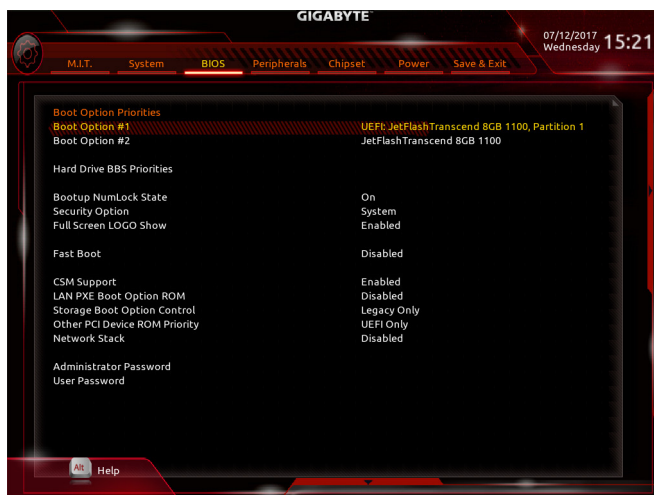 GIGABYTE™
07/12/2017
Wednesday 15:21
M.I.T. System BIOS Peripherals Chipset Power Save & Exit
Boot Option Priorities
Boot Option #1 UEFI: JetFlashTranscend 8GB 1100, Partition 1
Boot Option #2 JetFlashTranscend 8GB 1100
Hard Drive BBS Priorities
Bootup NumLock State On
Security Option System
Full Screen LOGO Show Enabled
Fast Boot Disabled
CSM Support Enabled
LAN PXE Boot Option ROM Disabled
Storage Boot Option Control Legacy Only
Other PCI Device ROM Priority UEFI Only
Network Stack Disabled
Administrator Password
User Password
Alt Help